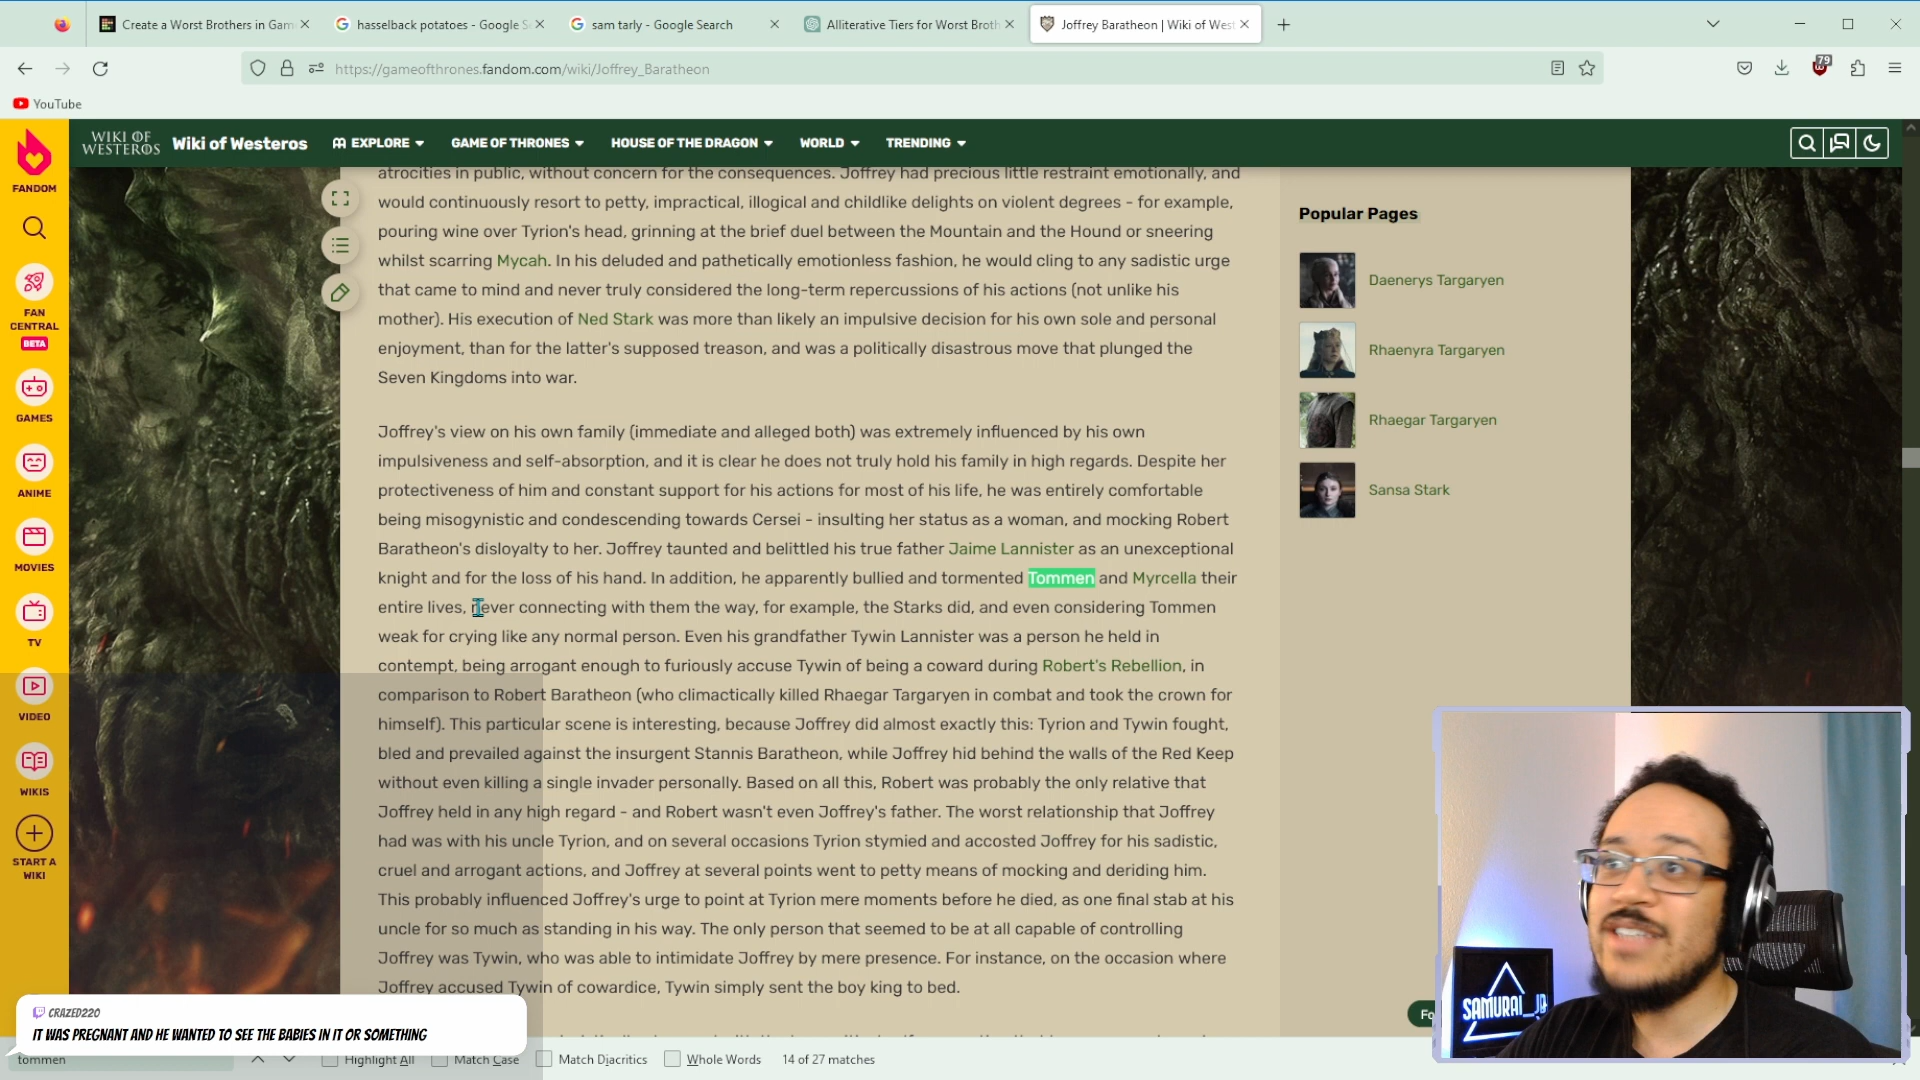 Create a Worst Brothers in Gam
hasselback potatoes - Google S
sam tarly - Google Search
Alliterative Tiers for Worst Broth
Joffrey Baratheon | Wiki of West
https://gameofthrones.fandom.com/wiki/Joffrey_Baratheon
79
YouTube
FANDOM
WIKI OF
WESTEROS
Wiki of Westeros
EXPLORE
GAME OF THRONES
HOUSE OF THE DRAGON
WORLD
TRENDING
FAN
CENTRAL
BETA
GAMES
ANIME
MOVIES
TV
VIDEO
WIKIS
START A
WIKI
atrocities in public, without concern for the consequences. Joffrey had precious little restraint emotionally, and
would continuously resort to petty, impractical, illogical and childlike delights on violent degrees - for example,
pouring wine over Tyrion's head, grinning at the brief duel between the Mountain and the Hound or sneering
whilst scarring Mycah. In his deluded and pathetically emotionless fashion, he would cling to any sadistic urge
that came to mind and never truly considered the long-term repercussions of his actions (not unlike his
mother). His execution of Ned Stark was more than likely an impulsive decision for his own sole and personal
enjoyment, than for the latter's supposed treason, and was a politically disastrous move that plunged the
Seven Kingdoms into war.
Joffrey's view on his own family (immediate and alleged both) was extremely influenced by his own
impulsiveness and self-absorption, and it is clear he does not truly hold his family in high regards. Despite her
protectiveness of him and constant support for his actions for most of his life, he was entirely comfortable
being misogynistic and condescending towards Cersei - insulting her status as a woman, and mocking Robert
Baratheon's disloyalty to her. Joffrey taunted and belittled his true father Jaime Lannister as an unexceptional
knight and for the loss of his hand. In addition, he apparently bullied and tormented Tommen and Myrcella their
entire lives, never connecting with them the way, for example, the Starks did, and even considering Tommen
weak for crying like any normal person. Even his grandfather Tywin Lannister was a person he held in
contempt, being arrogant enough to furiously accuse Tywin of being a coward during Robert's Rebellion, in
comparison to Robert Baratheon (who climactically killed Rhaegar Targaryen in combat and took the crown for
himself). This particular scene is interesting, because Joffrey did almost exactly this: Tyrion and Tywin fought,
bled and prevailed against the insurgent Stannis Baratheon, while Joffrey hid behind the walls of the Red Keep
without even killing a single invader personally. Based on all this, Robert was probably the only relative that
Joffrey held in any high regard - and Robert wasn't even Joffrey's father. The worst relationship that Joffrey
had was with his uncle Tyrion, and on several occasions Tyrion stymied and accosted Joffrey for his sadistic,
cruel and arrogant actions, and Joffrey at several points went to petty means of mocking and deriding him.
This probably influenced Joffrey's urge to point at Tyrion mere moments before he died, as one final stab at his
uncle for so much as standing in his way. The only person that seemed to be at all capable of controlling
Joffrey was Tywin, who was able to intimidate Joffrey by mere presence. For instance, on the occasion where
Joffrey accused Tywin of cowardice, Tywin simply sent the boy king to bed.
Popular Pages
Daenerys Targaryen
Rhaenyra Targaryen
Rhaegar Targaryen
Sansa Stark
Fo
SAMURAI_JB
CRAZED220
IT WAS PREGNANT AND HE WANTED TO SEE THE BABIES IN IT OR SOMETHING
tommen
Highlight All
Match Case
Match Diacritics
Whole Words
14 of 27 matches